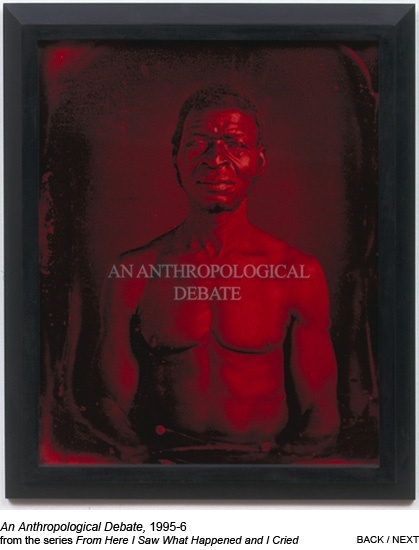 AN ANTHROPOLOGICAL
DEBATE
An Anthropological Debate, 1995-6
from the series From Here I Saw What Happened and I Cried
BACK / NEXT